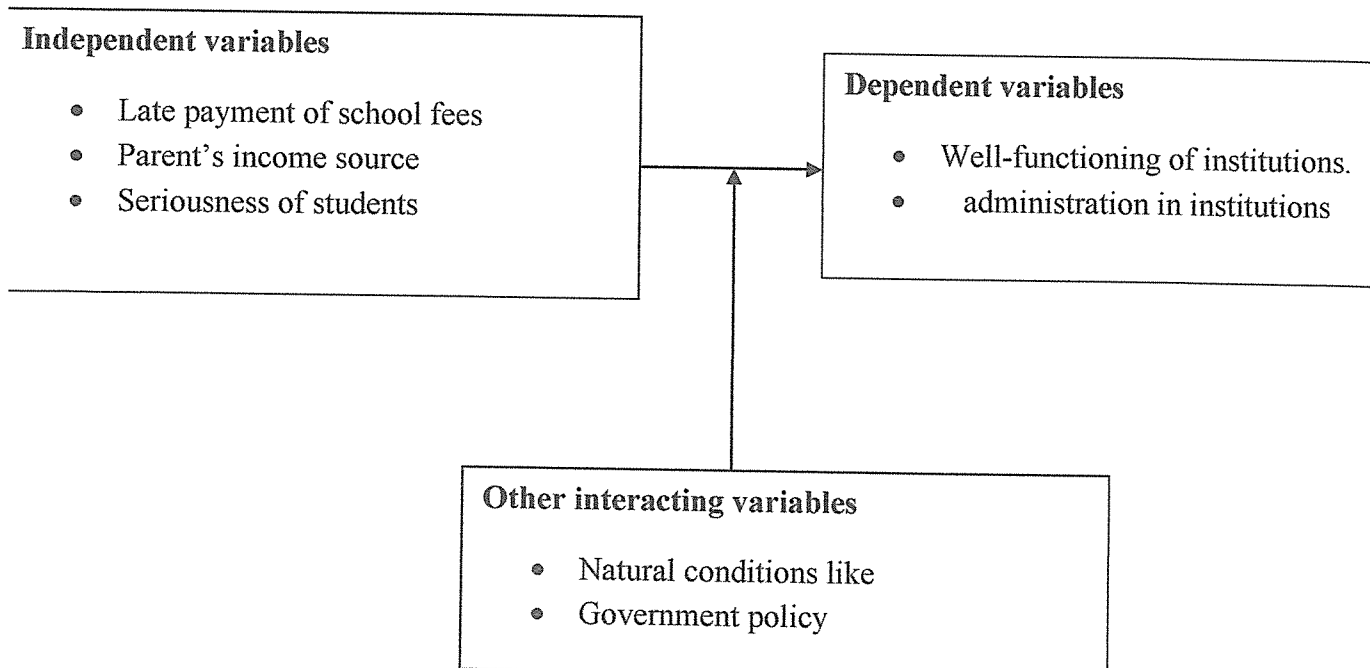 Independent variables
• Late payment of school fees
• Parent's income source
• Seriousness of students
Dependent variables
• Well-functioning of institutions.
• administration in institutions
Other interacting variables
• Natural conditions like
• Government policy